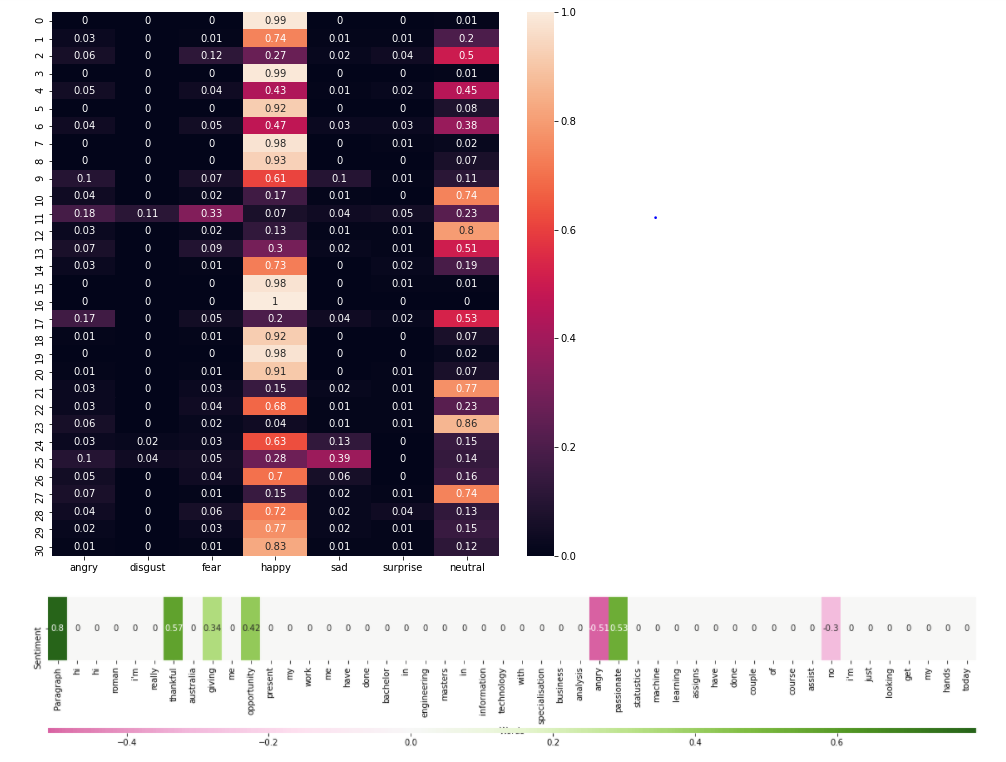 0 0 0 0 0.99 0 0 0.01
1 0.03 0 0.01 0.74 0.01 0.01 0.2
2 0.06 0 0.12 0.27 0.02 0.04 0.5
3 0 0 0 0.99 0 0 0.01
4 0.05 0 0.04 0.43 0.01 0.02 0.45
5 0 0 0 0.92 0 0 0.08
6 0.04 0 0.05 0.47 0.03 0.03 0.38
7 0 0 0 0.98 0 0.01 0.02
8 0 0 0 0.93 0 0 0.07
9 0.1 0 0.07 0.61 0.1 0.01 0.11
10 0.04 0 0.02 0.17 0.01 0 0.74
11 0.18 0.11 0.33 0.07 0.04 0.05 0.23
12 0.03 0 0.02 0.13 0.01 0.01 0.8
13 0.07 0 0.09 0.3 0.02 0.01 0.51
14 0.03 0 0.01 0.73 0 0.02 0.19
15 0 0 0 0.98 0 0.01 0.01
16 0 0 0 1 0 0 0
17 0.17 0 0.05 0.2 0.04 0.02 0.53
18 0.01 0 0 0.92 0 0 0.07
19 0 0 0 0.98 0 0 0.02
20 0.01 0 0.01 0.91 0 0.01 0.07
21 0.03 0 0.03 0.15 0.02 0.01 0.77
22 0.03 0 0.04 0.68 0.01 0.01 0.23
23 0.06 0 0.02 0.04 0 0.01 0.86
24 0.03 0.02 0.03 0.63 0.13 0 0.15
25 0.1 0.04 0.05 0.28 0.39 0 0.14
26 0.05 0 0.04 0.7 0.06 0 0.16
27 0.07 0 0.01 0.15 0.02 0.01 0.74
28 0.04 0 0.06 0.72 0.02 0.04 0.13
29 0.02 0 0.03 0.77 0.02 0.01 0.15
30 0.01 0 0.01 0.83 0.01 0.01 0.12
angry disgust fear happy sad surprise neutral
1.0
0.8
0.6
0.4
0.2
0.0
Sentiment
0.8 0 0 0 0 0 0.57 0 0.34 0 0.42 0 0 0 0 0 0 0 0 0 0 0 0 0 0 0 0 0 -0.51 0.53 0 0 0 0 0 0 0 0 0 0 -0.3 0 0 0 0 0 0 0
Paragraph hi hi roman i'm really thankful australia giving me opportunity present my work me have done bachelor in engineering masters in information technology with specialisation business analysis angry passionate statustics machine learning assigns have done couple of course assist no i'm just looking get my hands today
−0.4 −0.2 0.0 0.2 0.4 0.6